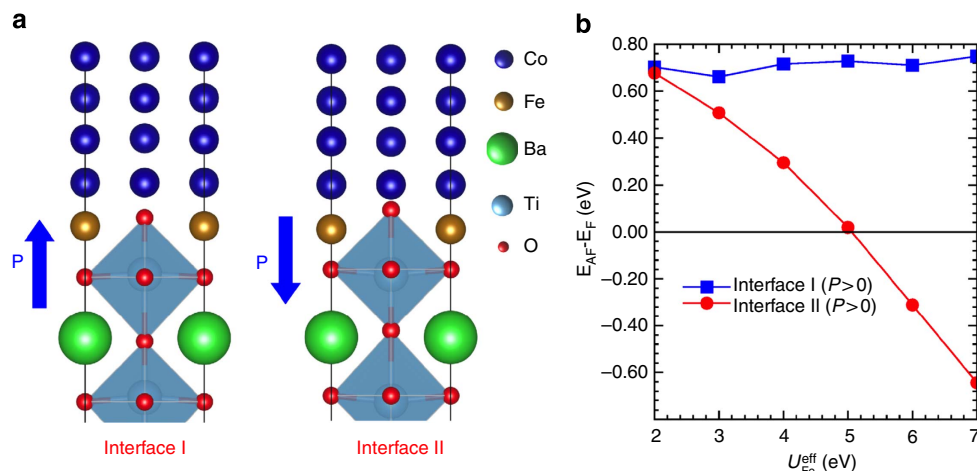 a
Co
Fe
Ba
Ti
O
P
P
Interface I
Interface II
b
E_AF-E_F (eV)
0.80
0.60
0.40
0.20
0.00
−0.20
−0.40
−0.60
Interface I (P>0)
Interface II (P>0)
2 3 4 5 6 7
U_Fe^eff (eV)